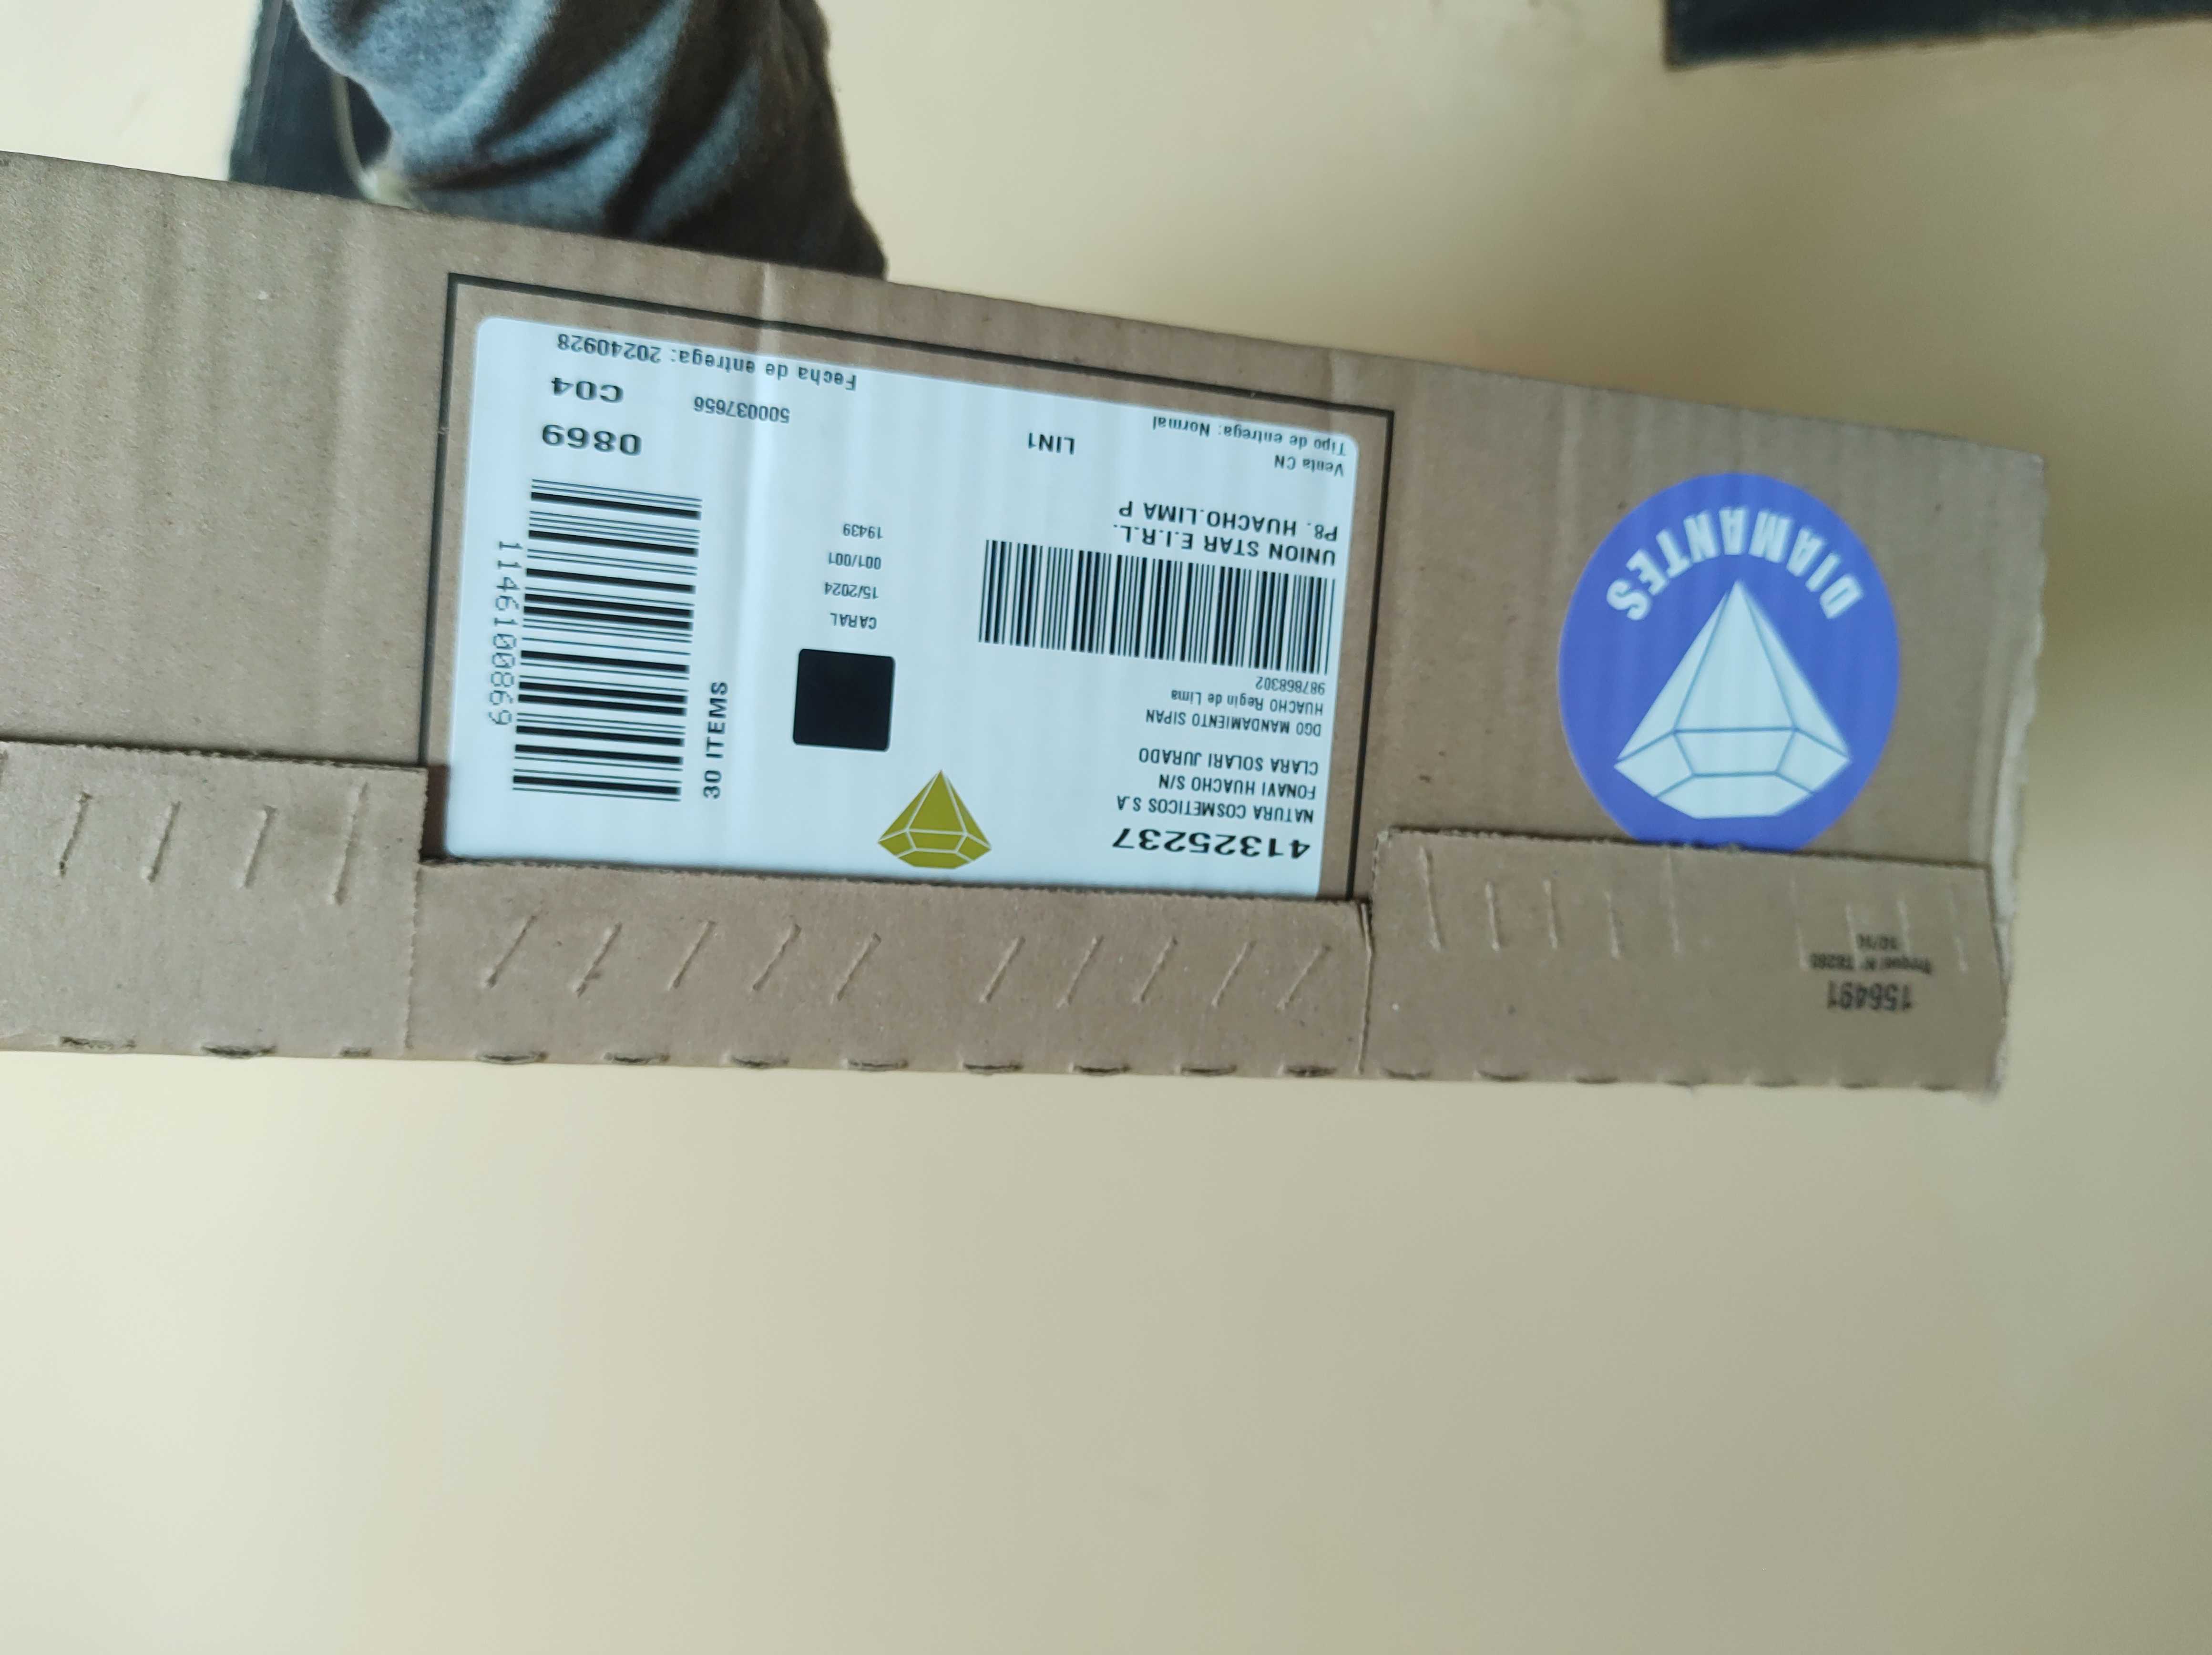 41325237
NATURA COSMETICOS S.A
FONAVI HUACHO S/N
CLARA SOLARI JURADO
DGO MANDAMIENTO SIPAN
HUACHO Regin de Lima
987868302
UNION STAR E.I.R.L.
P8. HUACHO.LIMA P
Venta CN
Tipo de entrega: Normal
LIN1
CARAL
15/2024
001/001
19439
30 ITEMS
1146100869
0869
C04
500037656
Fecha de entrega: 20240928
DIAMANTES
156491